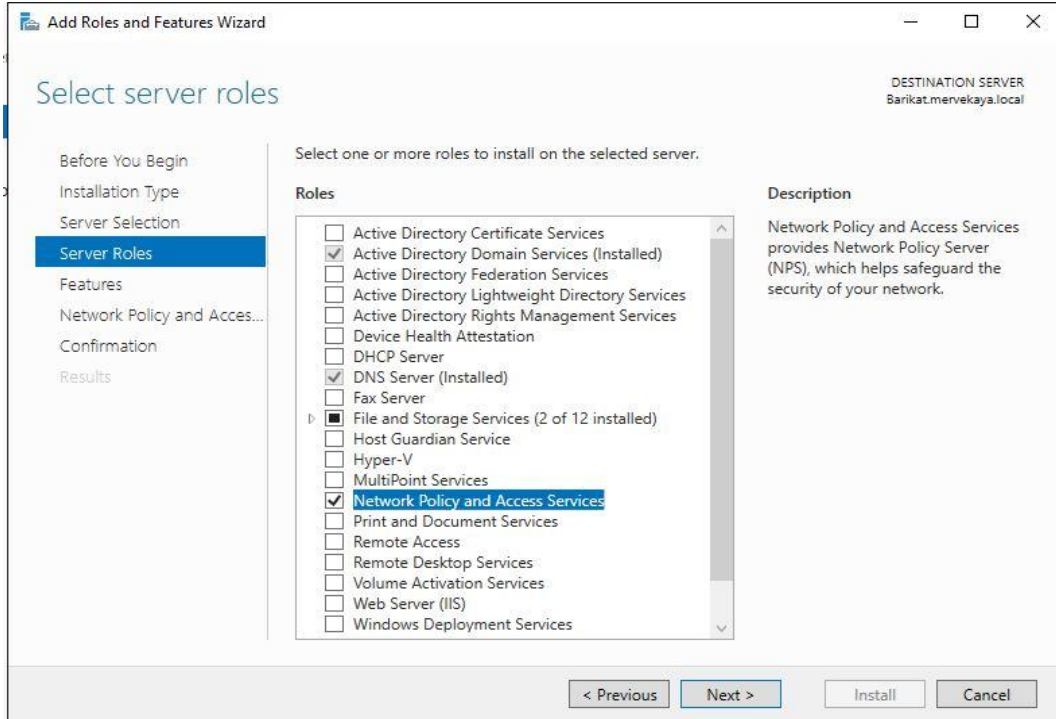 Add Roles and Features Wizard
Select server roles
DESTINATION SERVER
Barikat.mervekaya.local
Before You Begin
Installation Type
Server Selection
Server Roles
Features
Network Policy and Acces...
Confirmation
Results
Select one or more roles to install on the selected server.
Roles
Active Directory Certificate Services
Active Directory Domain Services (Installed)
Active Directory Federation Services
Active Directory Lightweight Directory Services
Active Directory Rights Management Services
Device Health Attestation
DHCP Server
DNS Server (Installed)
Fax Server
File and Storage Services (2 of 12 installed)
Host Guardian Service
Hyper-V
MultiPoint Services
Network Policy and Access Services
Print and Document Services
Remote Access
Remote Desktop Services
Volume Activation Services
Web Server (IIS)
Windows Deployment Services
Description
Network Policy and Access Services
provides Network Policy Server
(NPS), which helps safeguard the
security of your network.
< Previous
Next >
Install
Cancel